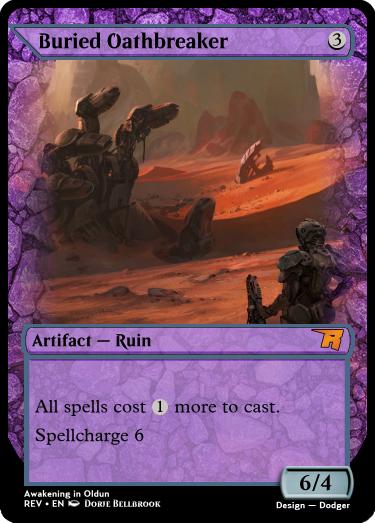 Buried Oathbreaker 3
Artifact — Ruin
All spells cost 1 more to cast.
Spellcharge 6
6/4
Awakening in Oldun
REV • EN Dorje Bellbrook
Design — Dodger